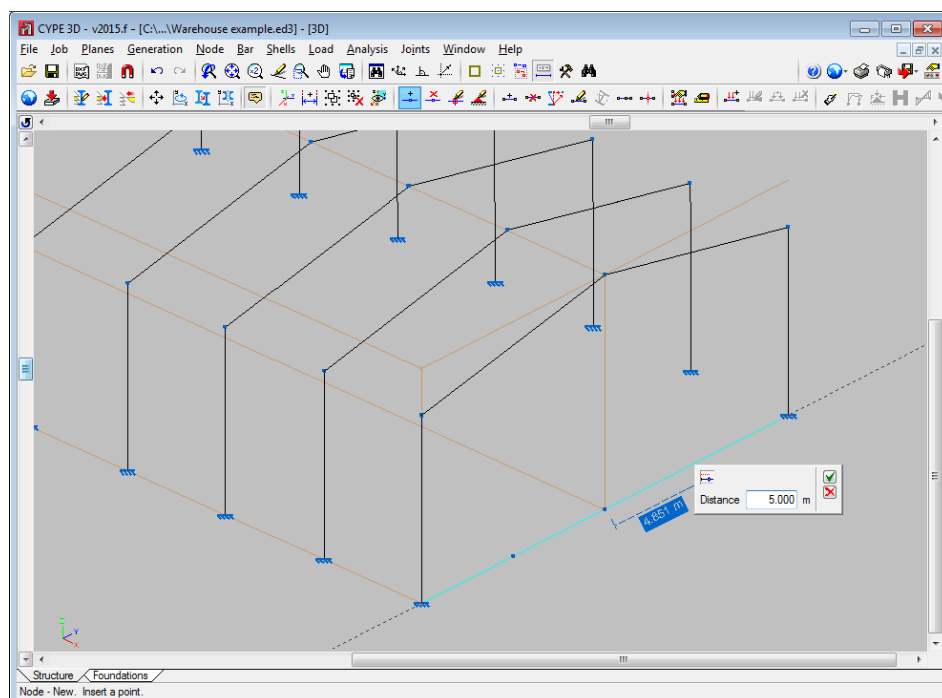 CYPE 3D - v2015.f - [C:\...\Warehouse example.ed3] - [3D]
File Job Planes Generation Node Bar Shells Load Analysis Joints Window Help
4.851 m
Distance 5.000 m
Z
Y
X
Structure Foundations
Node - New. Insert a point.